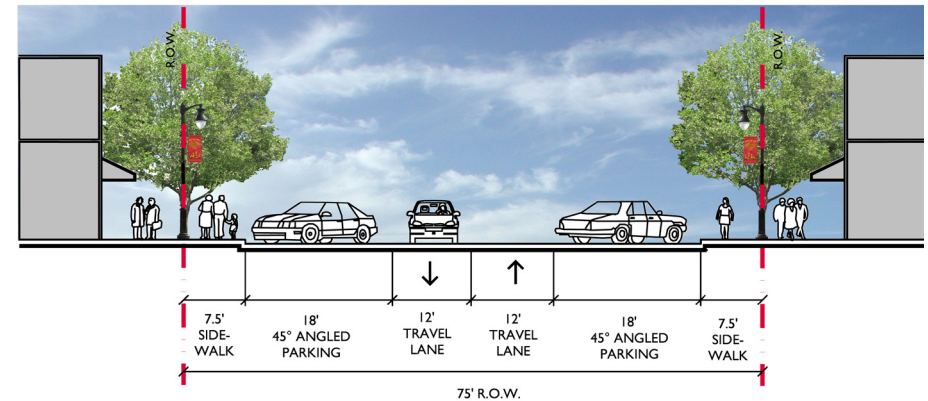 R.O.W.
R.O.W.
7.5'
SIDE-
WALK
18'
45° ANGLED
PARKING
12'
TRAVEL
LANE
12'
TRAVEL
LANE
18'
45° ANGLED
PARKING
7.5'
SIDE-
WALK
75' R.O.W.